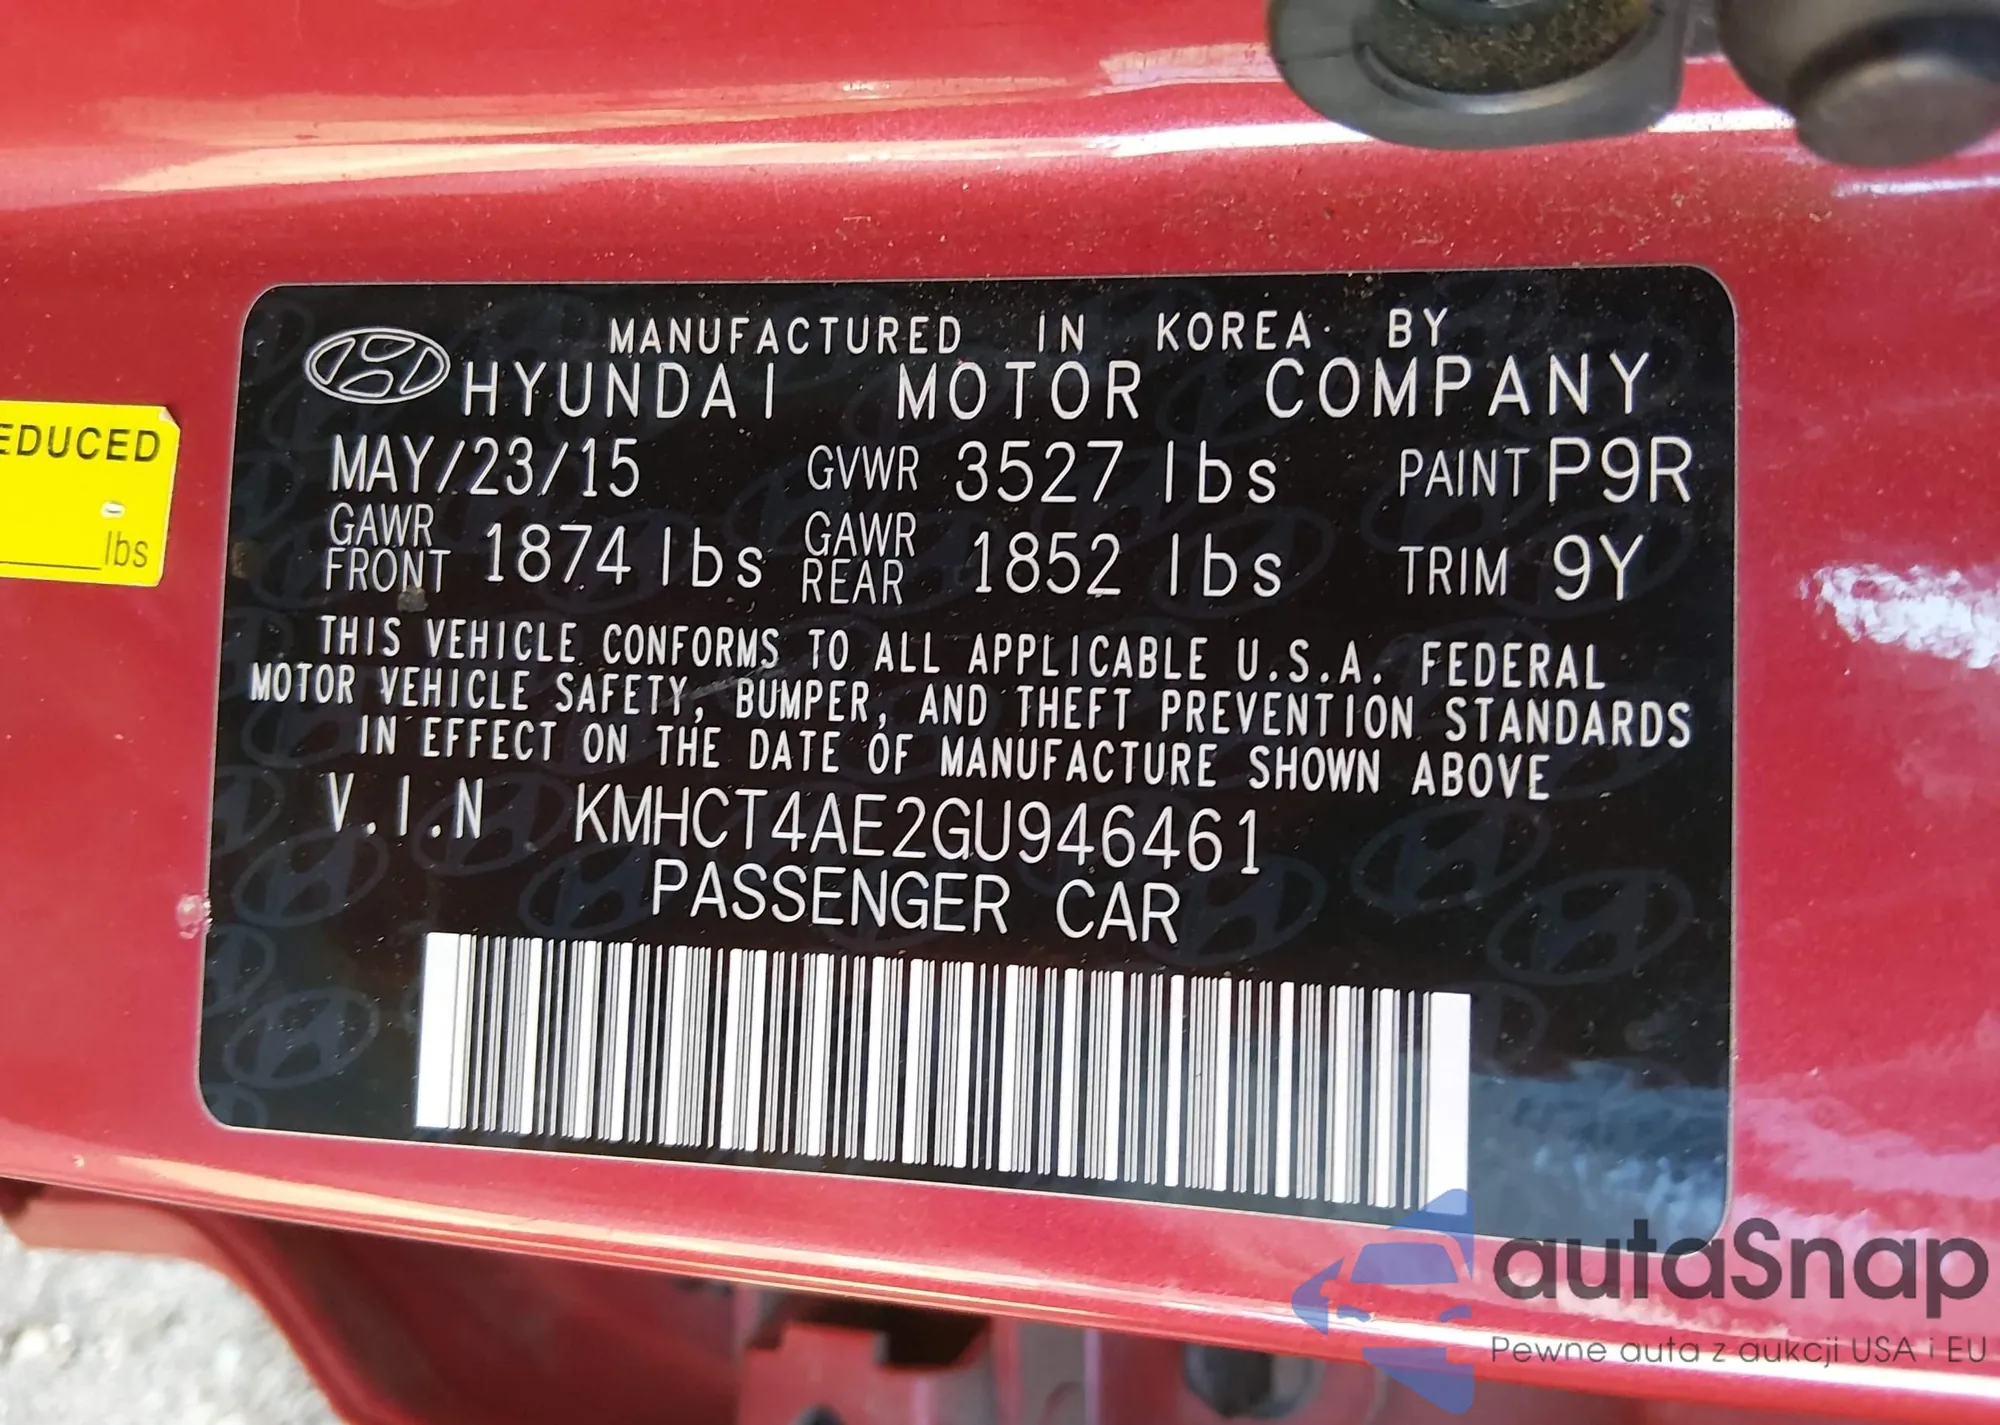 MANUFACTURED IN KOREA BY
HYUNDAI MOTOR COMPANY
MAY/23/15 GVWR 3527 lbs PAINT P9R
GAWR FRONT 1874 lbs GAWR REAR 1852 lbs TRIM 9Y
THIS VEHICLE CONFORMS TO ALL APPLICABLE U.S.A. FEDERAL
MOTOR VEHICLE SAFETY, BUMPER, AND THEFT PREVENTION STANDARDS
IN EFFECT ON THE DATE OF MANUFACTURE SHOWN ABOVE
V.I.N KMHCT4AE2GU946461
PASSENGER CAR
EDUCED
lbs
autaSnap
Pewne auta z aukcji USA i EU